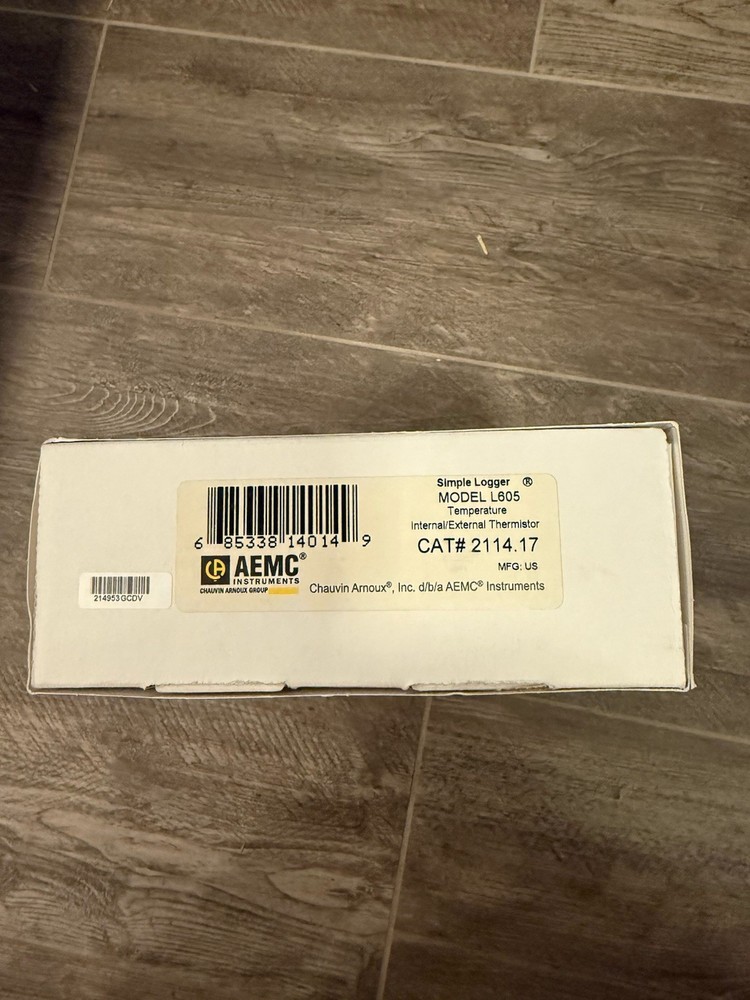 Simple Logger ®
MODEL L605
Temperature
Internal/External Thermistor
CAT# 2114.17
MFG: US
6 85338 14014 9
CA AEMC®
INSTRUMENTS
CHAUVIN ARNOUX GROUP
Chauvin Arnoux®, Inc. d/b/a AEMC® Instruments
214953GCDV